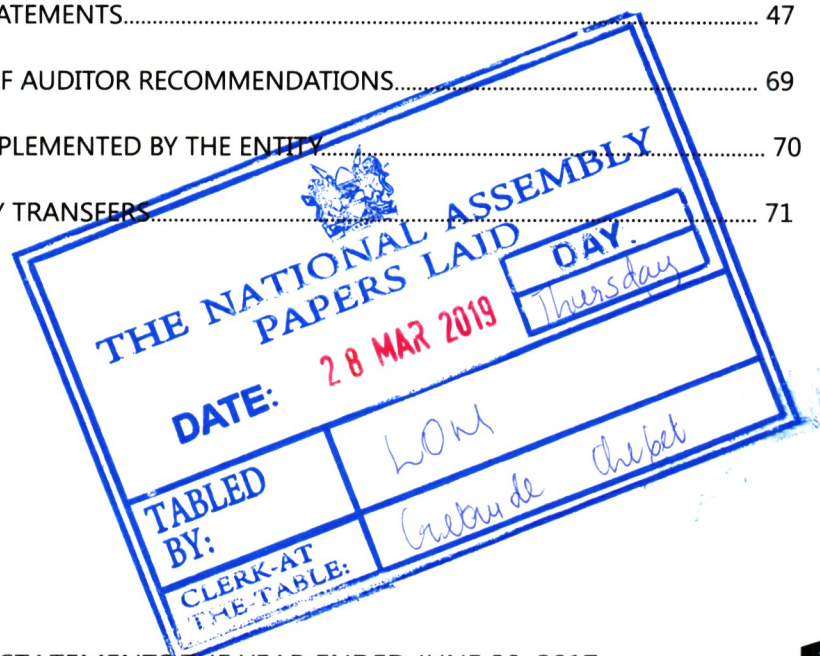 ATEMENTS........ 47
F AUDITOR RECOMMENDATIONS........ 69
PLEMENTED BY THE ENTITY........ 70
Y TRANSFERS........ 71
THE NATIONAL ASSEMBLY
PAPERS LAID
DATE: 28 MAR 2019
DAY.
Thursday
TABLED
BY:
LOM
CLERK-AT
THE-TABLE:
Chebet